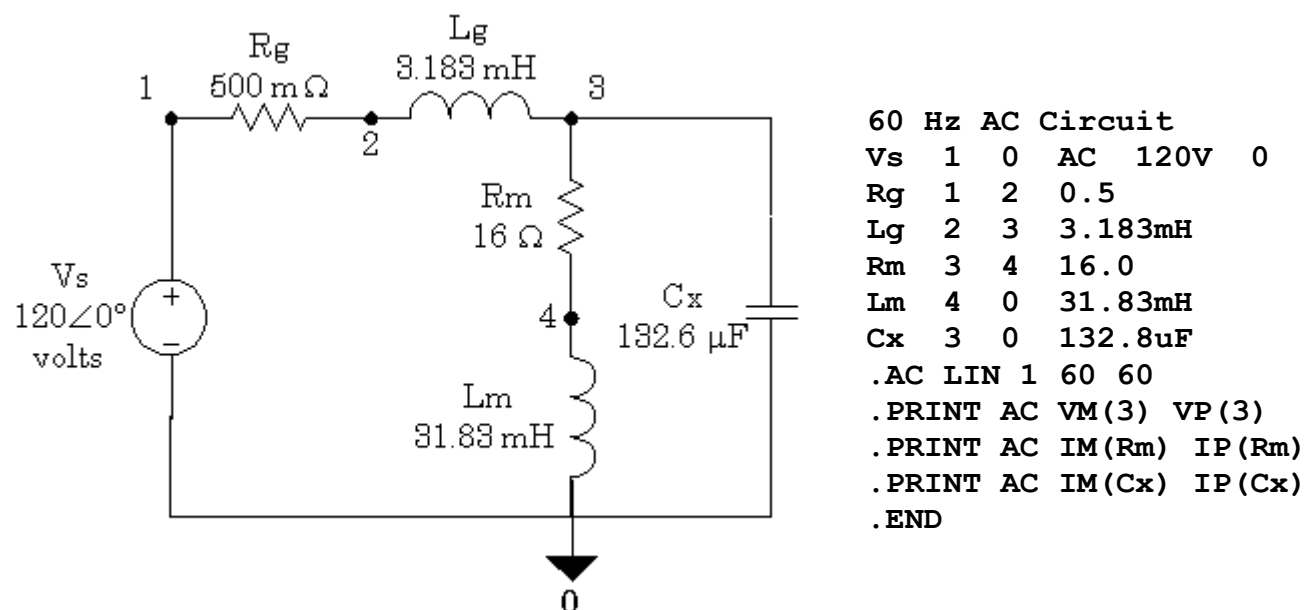 Lg
Rg
3.183 mH
500 mΩ
1
3
2
Rm
16 Ω
Vs
120∠0°
volts
+
−
4
Cx
132.6 μF
Lm
31.83 mH
0
60 Hz AC Circuit
Vs 1 0 AC 120V 0
Rg 1 2 0.5
Lg 2 3 3.183mH
Rm 3 4 16.0
Lm 4 0 31.83mH
Cx 3 0 132.8uF
.AC LIN 1 60 60
.PRINT AC VM(3) VP(3)
.PRINT AC IM(Rm) IP(Rm)
.PRINT AC IM(Cx) IP(Cx)
.END